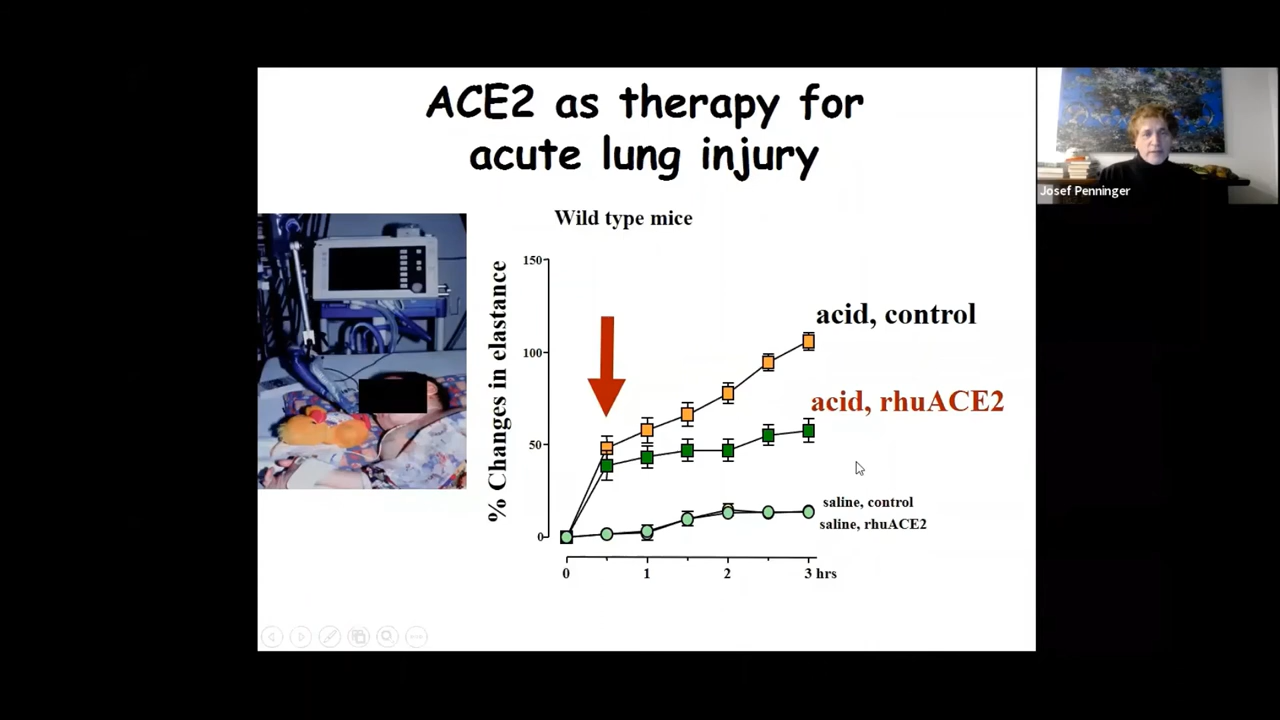 ACE2 as therapy for
acute lung injury
Josef Penninger
Wild type mice
% Changes in elastance
150
100
50
0
acid, control
acid, rhuACE2
saline, control
saline, rhuACE2
0 1 2 3 hrs